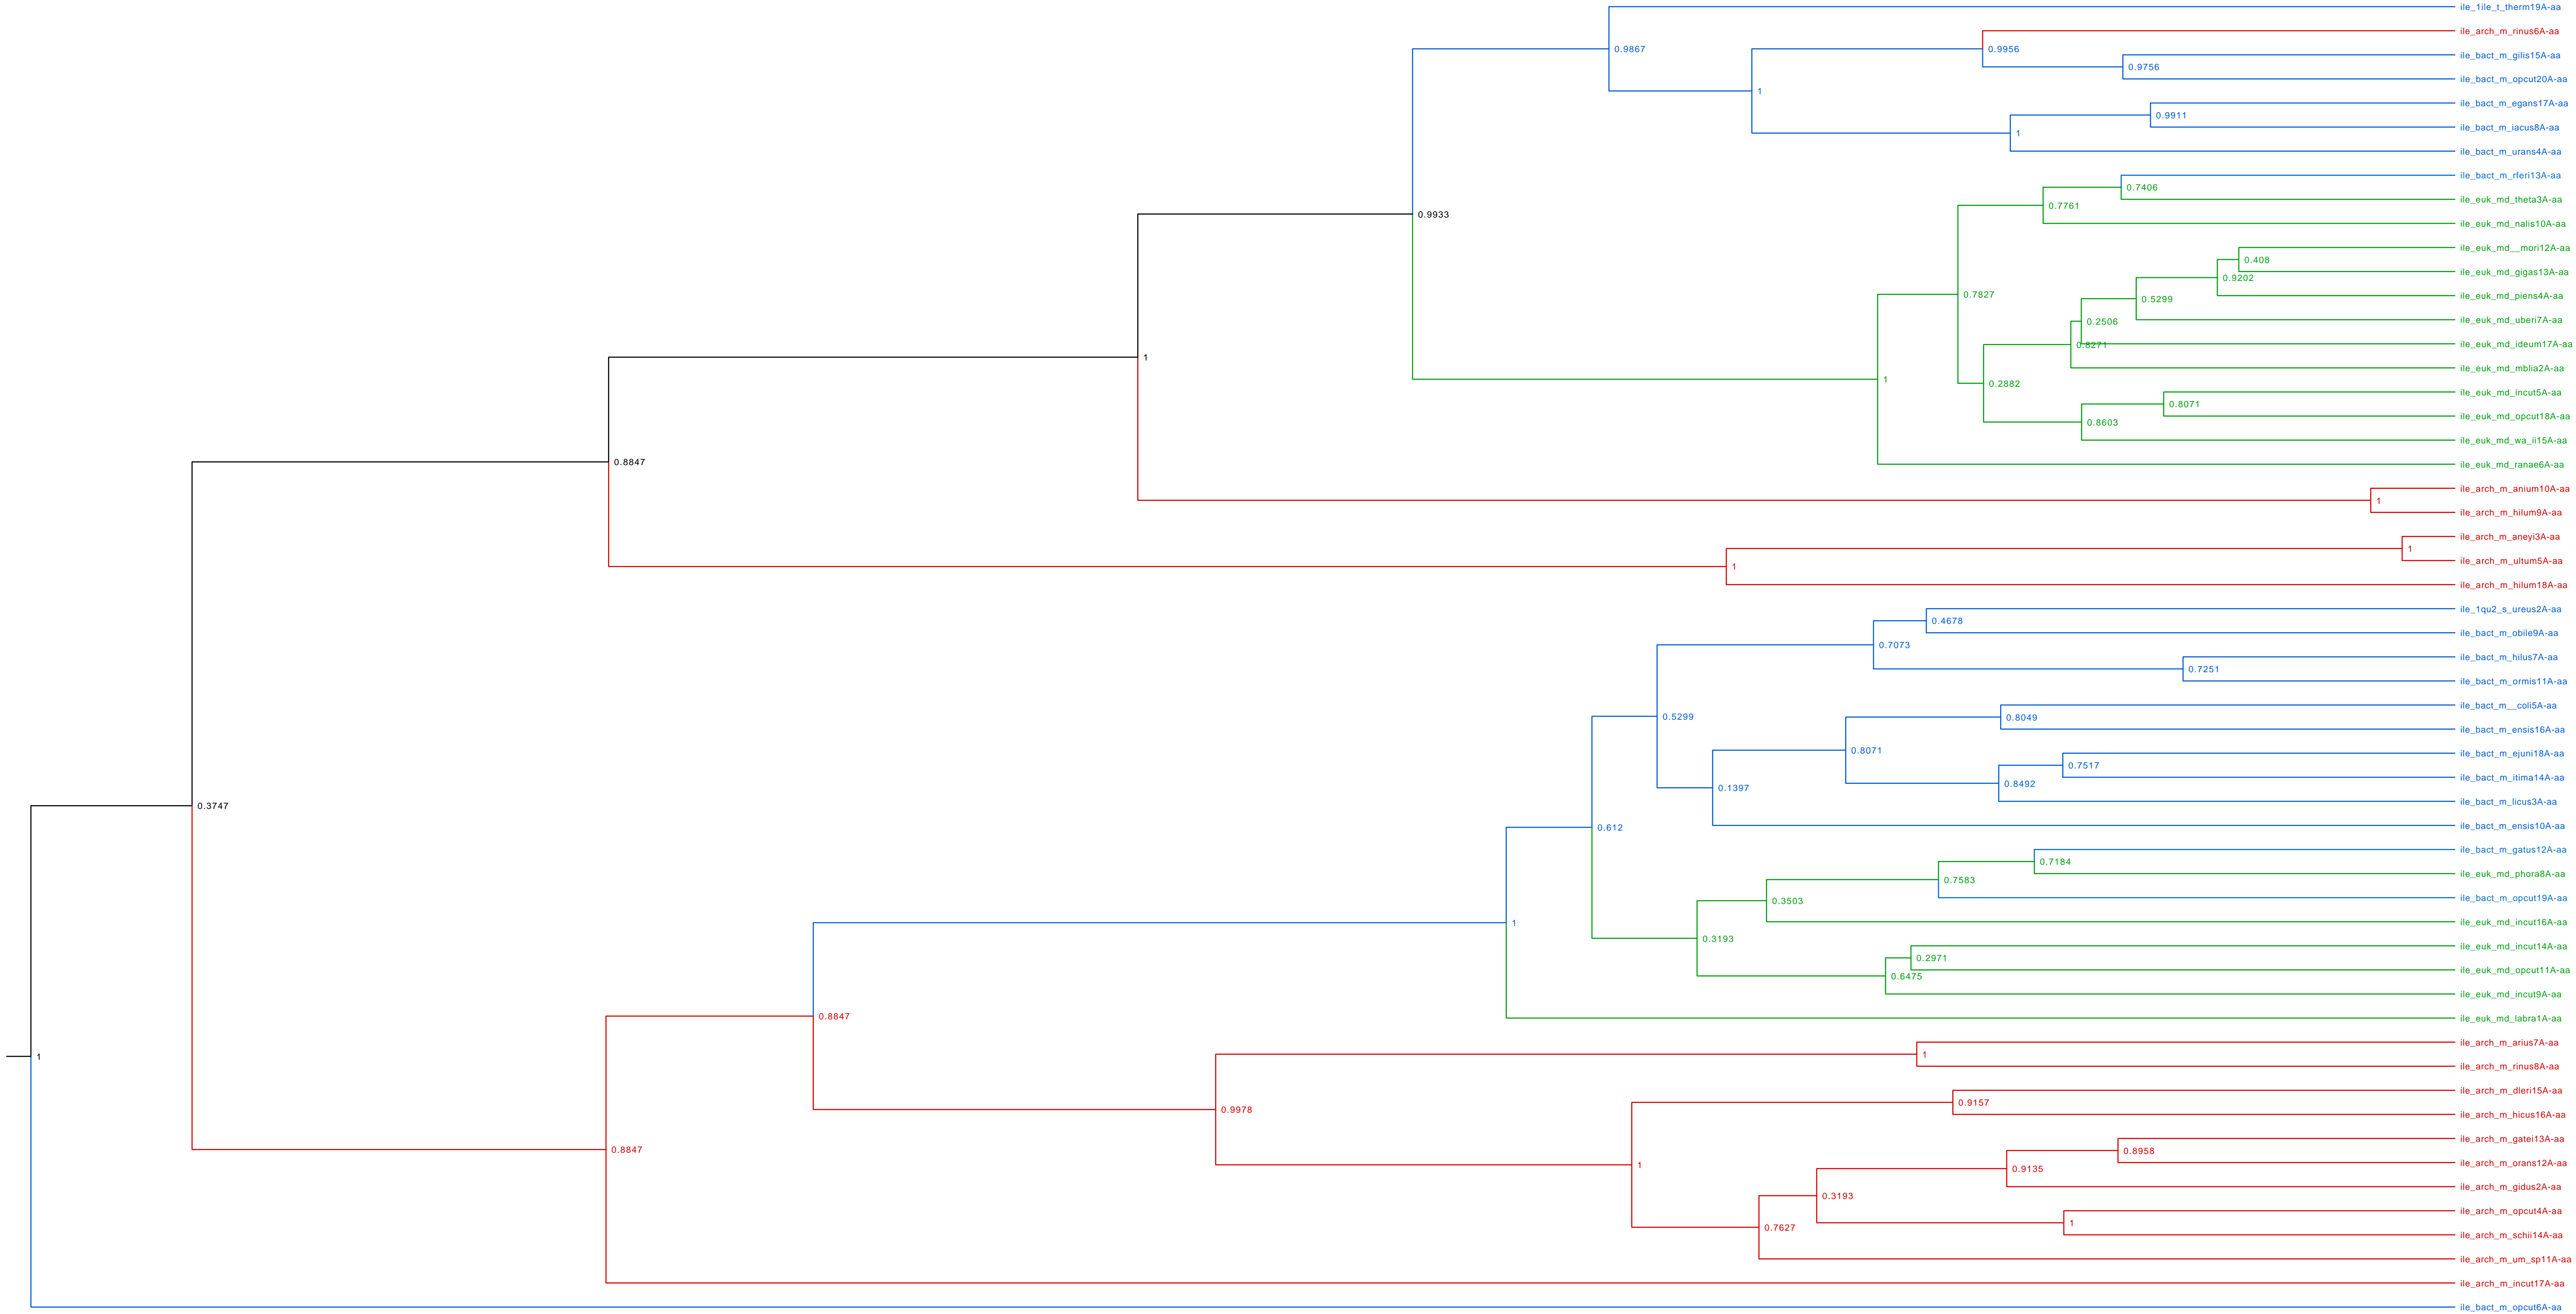 ile_1ile_t_therm19A-aa
ile_arch_m_rinus6A-aa
0.9867
0.9956
ile_bact_m_gilis15A-aa
0.9756
ile_bact_m_opcut20A-aa
1
ile_bact_m_egans17A-aa
0.9911
ile_bact_m_iacus8A-aa
1
ile_bact_m_urans4A-aa
ile_bact_m_rferi13A-aa
0.7406
ile_euk_md_theta3A-aa
0.7761
0.9933
ile_euk_md_nalis10A-aa
ile_euk_md__mori12A-aa
0.408
ile_euk_md_gigas13A-aa
0.9202
0.7827
ile_euk_md_piens4A-aa
0.5299
ile_euk_md_uberi7A-aa
0.2506
ile_euk_md_ideum17A-aa
0.8271
1
ile_euk_md_mblia2A-aa
1
0.2882
ile_euk_md_incut5A-aa
0.8071
ile_euk_md_opcut18A-aa
0.8603
ile_euk_md_wa_ii15A-aa
0.8847
ile_euk_md_ranae6A-aa
ile_arch_m_anium10A-aa
1
ile_arch_m_hilum9A-aa
ile_arch_m_aneyi3A-aa
1
ile_arch_m_ultum5A-aa
1
ile_arch_m_hilum18A-aa
ile_1qu2_s_ureus2A-aa
0.4678
ile_bact_m_obile9A-aa
0.7073
ile_bact_m_hilus7A-aa
0.7251
ile_bact_m_ormis11A-aa
ile_bact_m__coli5A-aa
0.5299
0.8049
ile_bact_m_ensis16A-aa
0.8071
ile_bact_m_ejuni18A-aa
0.7517
ile_bact_m_itima14A-aa
0.8492
0.1397
ile_bact_m_licus3A-aa
0.3747
ile_bact_m_ensis10A-aa
0.612
ile_bact_m_gatus12A-aa
0.7184
ile_euk_md_phora8A-aa
0.7583
ile_bact_m_opcut19A-aa
0.3503
ile_euk_md_incut16A-aa
1
0.3193
ile_euk_md_incut14A-aa
0.2971
ile_euk_md_opcut11A-aa
0.6475
ile_euk_md_incut9A-aa
0.8847
ile_euk_md_labra1A-aa
ile_arch_m_arius7A-aa
1
1
ile_arch_m_rinus8A-aa
ile_arch_m_dleri15A-aa
0.9157
0.9978
ile_arch_m_hicus16A-aa
ile_arch_m_gatei13A-aa
0.8847
0.8958
ile_arch_m_orans12A-aa
1
0.9135
ile_arch_m_gidus2A-aa
0.3193
ile_arch_m_opcut4A-aa
1
0.7627
ile_arch_m_schii14A-aa
ile_arch_m_um_sp11A-aa
ile_arch_m_incut17A-aa
ile_bact_m_opcut6A-aa